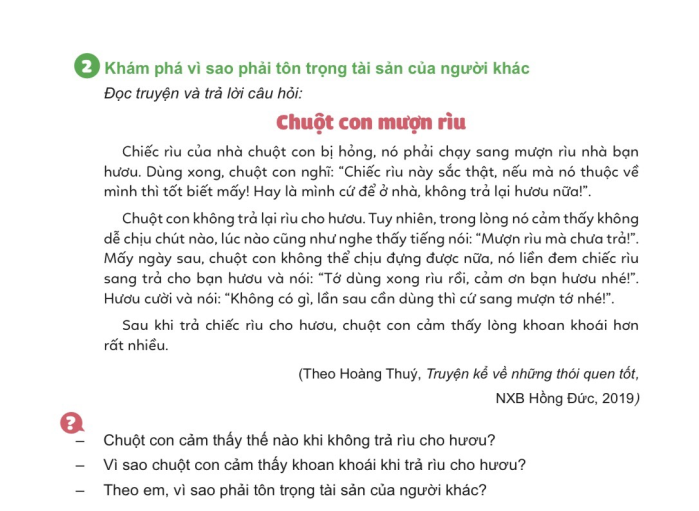 2 Khám phá vì sao phải tôn trọng tài sản của người khác
Đọc truyện và trả lời câu hỏi:
Chuột con mượn rìu
Chiếc rìu của nhà chuột con bị hỏng, nó phải chạy sang mượn rìu nhà bạn
hươu. Dùng xong, chuột con nghĩ: “Chiếc rìu này sắc thật, nếu mà nó thuộc về
mình thì tốt biết mấy! Hay là mình cứ để ở nhà, không trả lại hươu nữa!”.
Chuột con không trả lại rìu cho hươu. Tuy nhiên, trong lòng nó cảm thấy không
dễ chịu chút nào, lúc nào cũng như nghe thấy tiếng nói: “Mượn rìu mà chưa trả!”.
Mấy ngày sau, chuột con không thể chịu đựng được nữa, nó liền đem chiếc rìu
sang trả cho bạn hươu và nói: “Tớ dùng xong rìu rồi, cảm ơn bạn hươu nhé!”.
Hươu cười và nói: “Không có gì, lần sau cần dùng thì cứ sang mượn tớ nhé!”.
Sau khi trả chiếc rìu cho hươu, chuột con cảm thấy lòng khoan khoái hơn
rất nhiều.
(Theo Hoàng Thuý, Truyện kể về những thói quen tốt,
NXB Hồng Đức, 2019)
?
– Chuột con cảm thấy thế nào khi không trả rìu cho hươu?
– Vì sao chuột con cảm thấy khoan khoái khi trả rìu cho hươu?
– Theo em, vì sao phải tôn trọng tài sản của người khác?